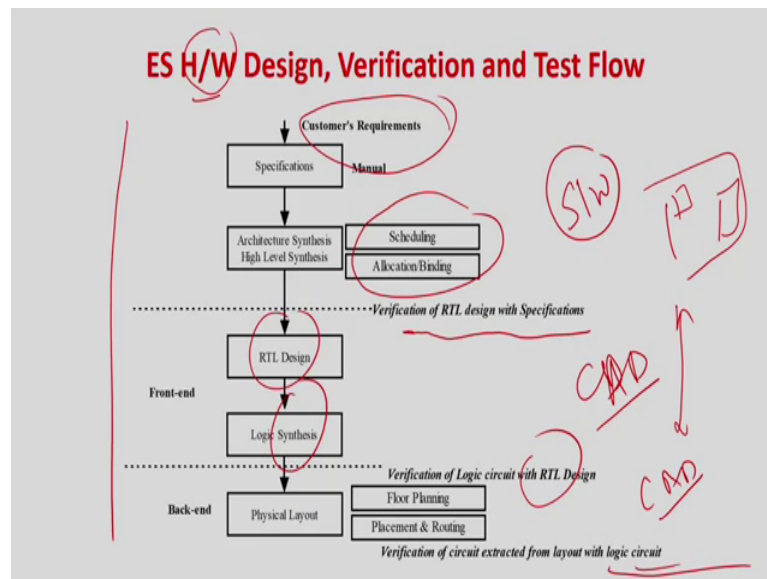 ES H/W Design, Verification and Test Flow
Customer's Requirements
Specifications
Manual
Architecture Synthesis
High Level Synthesis
Scheduling
Allocation/Binding
Verification of RTL design with Specifications
RTL Design
Front-end
Logic Synthesis
Verification of Logic circuit with RTL Design
Back-end
Physical Layout
Floor Planning
Placement & Routing
Verification of circuit extracted from layout with logic circuit
S/W
CAD
CAD